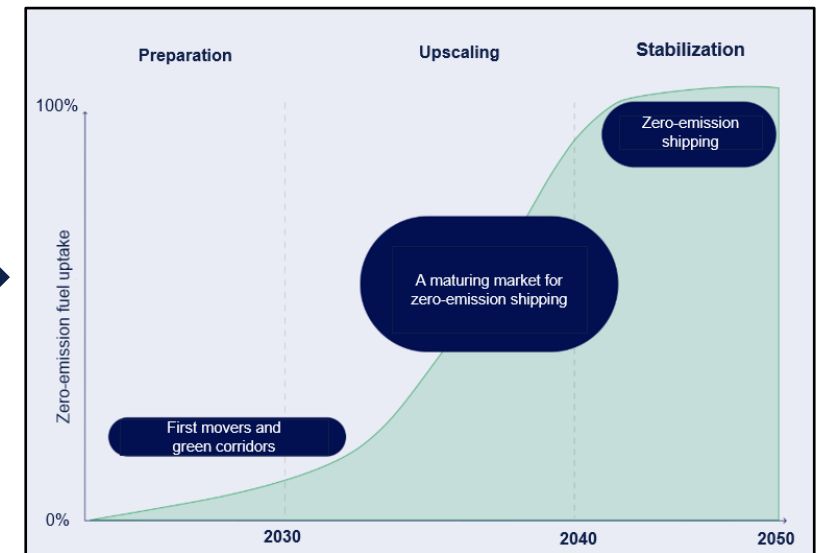 Preparation
Upscaling
Stabilization
100%
Zero-emission
shipping
Zero-emission fuel uptake
A maturing market for
zero-emission shipping
First movers and
green corridors
0%
2030
2040
2050